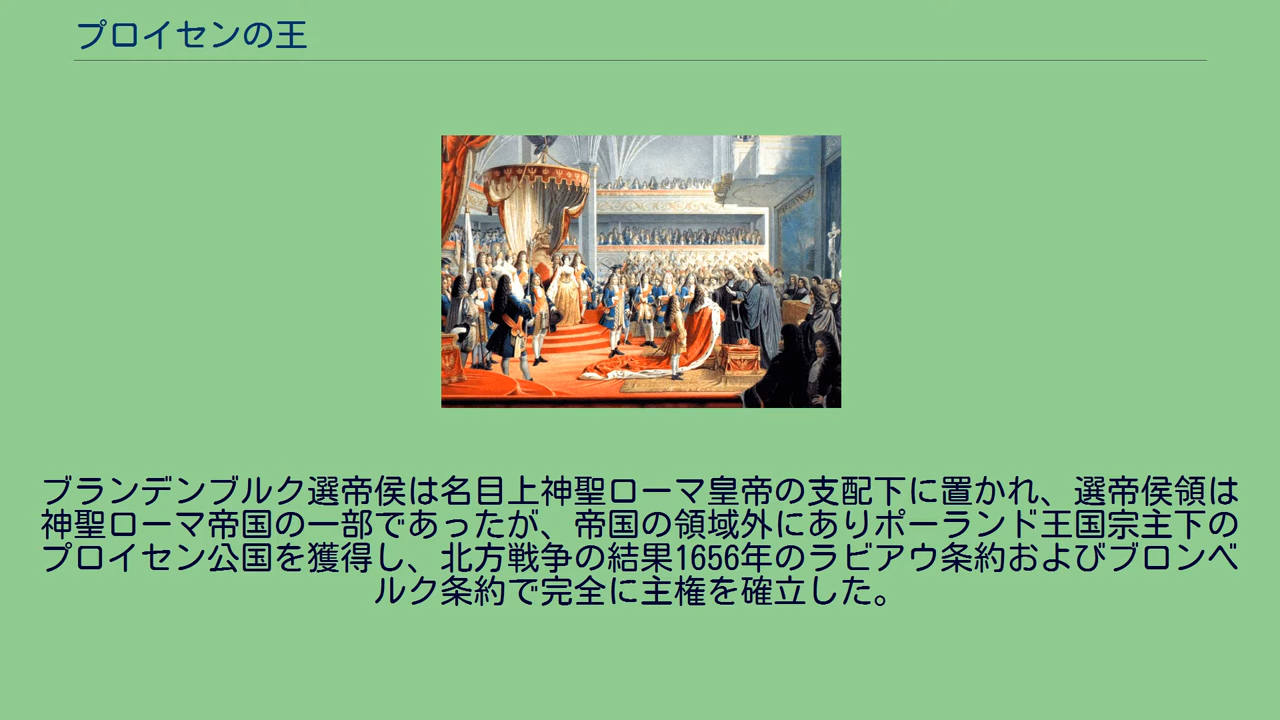 プロイセンの王
ブランデンブルク選帝侯は名目上神聖ローマ皇帝の支配下に置かれ、選帝侯領は
神聖ローマ帝国の一部であったが、帝国の領域外にありポーランド王国宗主下の
プロイセン公国を獲得し、北方戦争の結果1656年のラビアウ条約およびブロンベ
ルク条約で完全に主権を確立した。